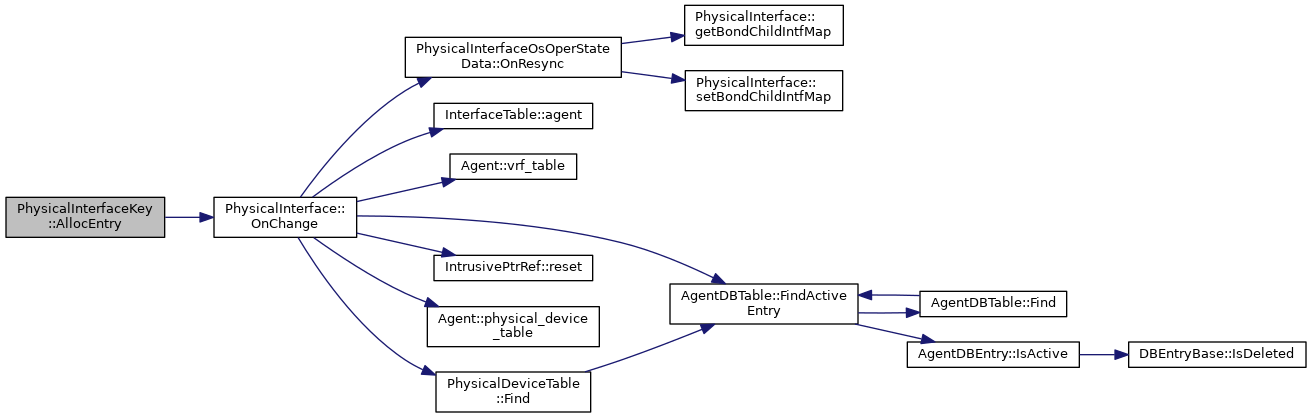 PhysicalInterfaceKey
::AllocEntry
PhysicalInterface::
OnChange
PhysicalInterfaceOsOperState
Data::OnResync
PhysicalInterface::
getBondChildIntfMap
PhysicalInterface::
setBondChildIntfMap
InterfaceTable::agent
Agent::vrf_table
IntrusivePtrRef::reset
Agent::physical_device
_table
PhysicalDeviceTable
::Find
AgentDBTable::FindActive
Entry
AgentDBTable::Find
AgentDBEntry::IsActive
DBEntryBase::IsDeleted